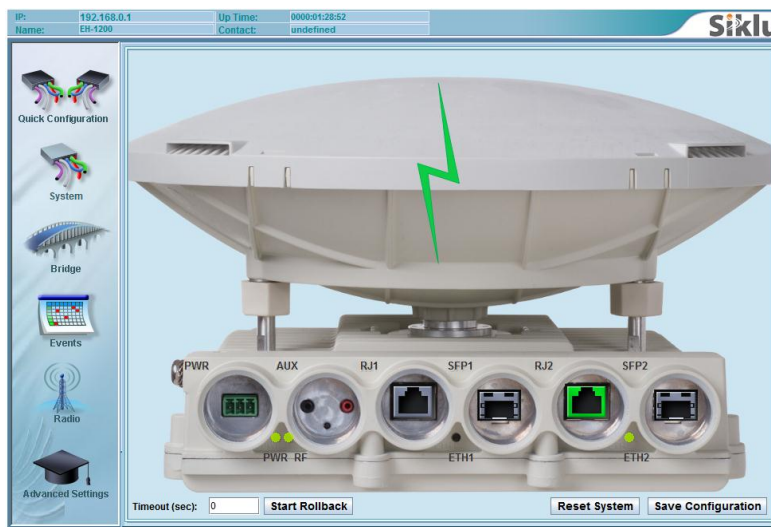 IP: 192.168.0.1 Up Time: 0000:01:28:52
Name: EH-1200 Contact: undefined
Siklu
Quick Configuration
System
Bridge
Events
Radio
Advanced Settings
PWR AUX RJ1 SFP1 RJ2 SFP2
PWR RF ETH1 ETH2
Timeout (sec): 0 Start Rollback Reset System Save Configuration